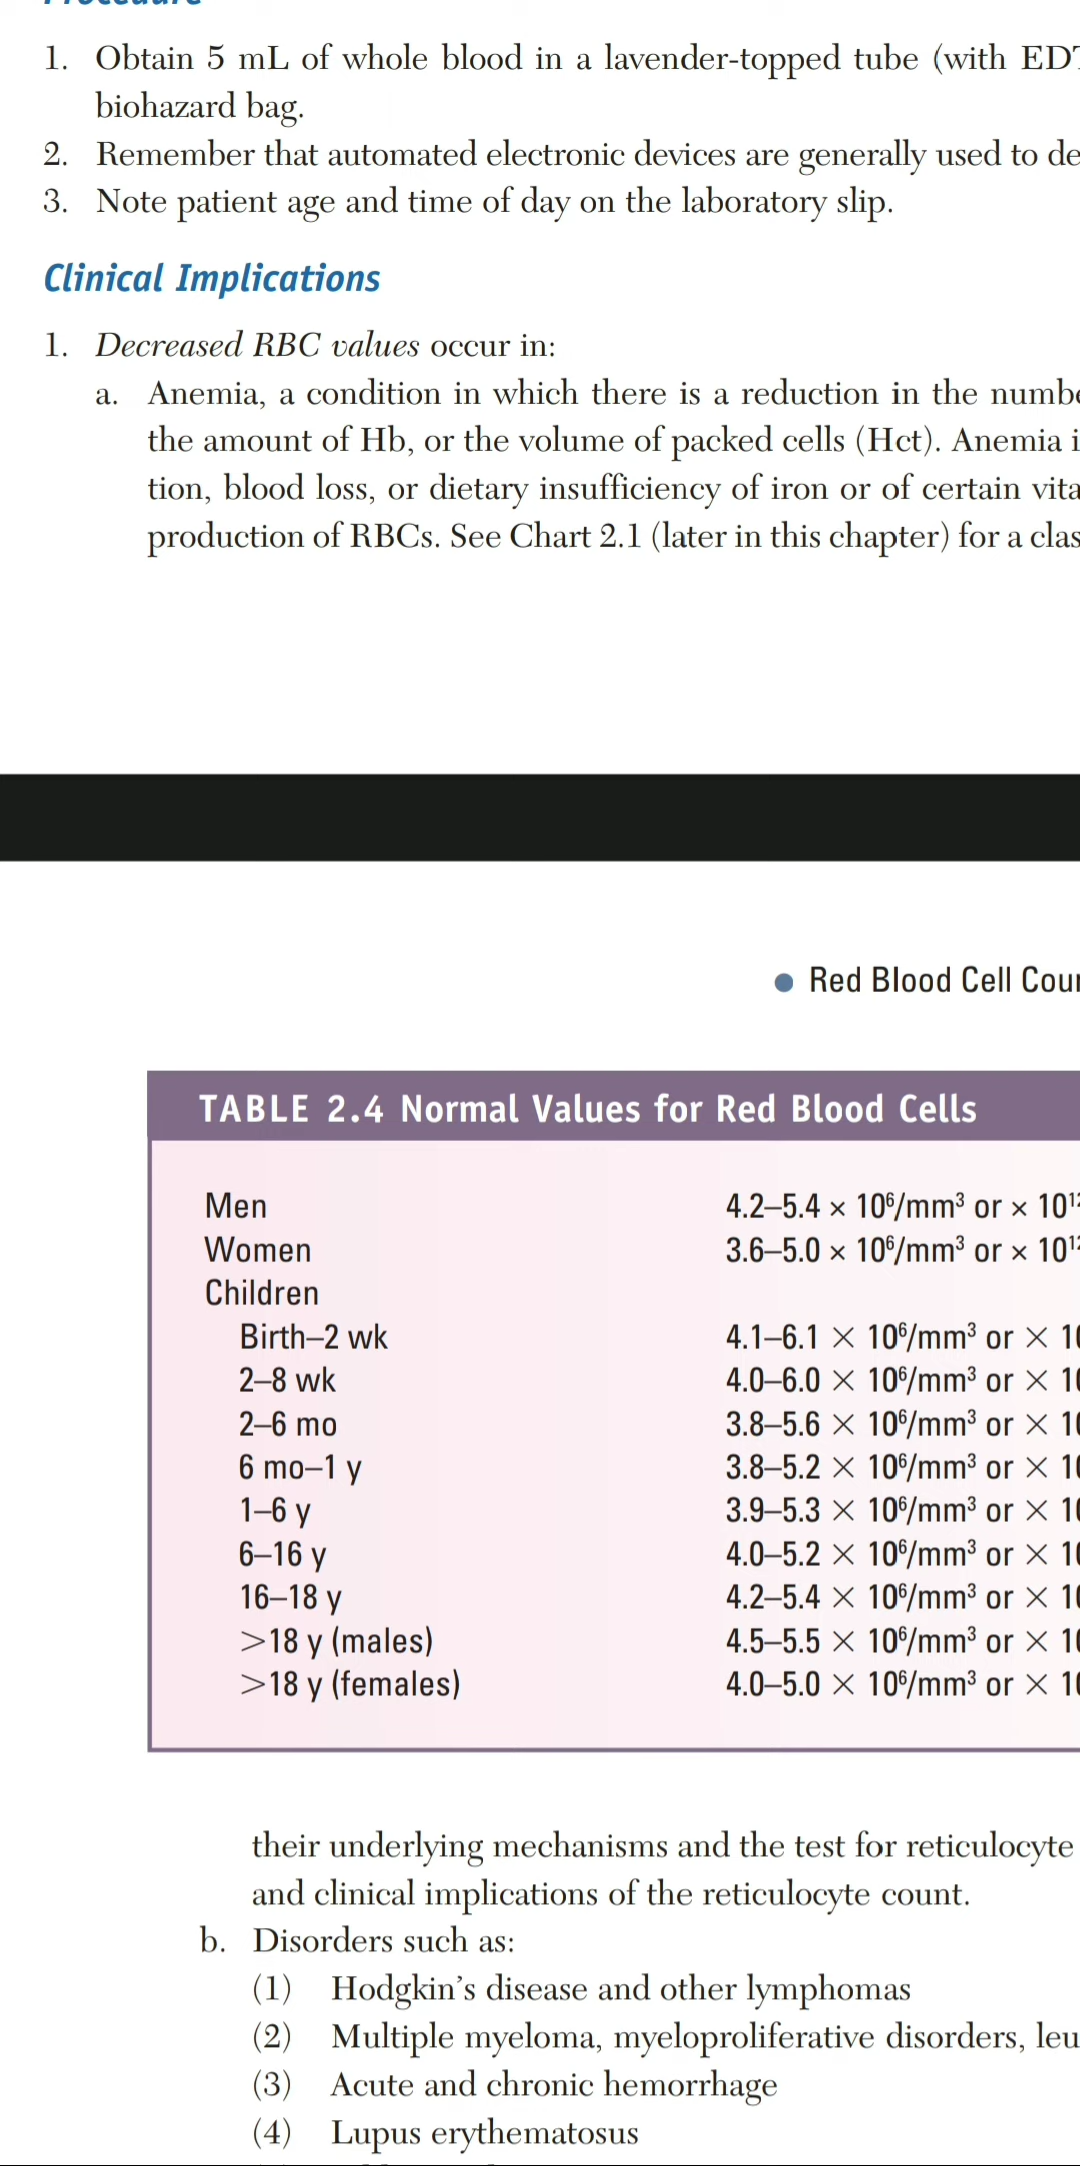 1. Obtain 5 mL of whole blood in a lavender-topped tube (with
biohazard bag.
2. Remember that automated electronic devices are generally used to
3. Note patient age and time of day on the laboratory slip.
Clinical Implications
1. Decreased RBC values occur in:
a. Anemia, a condition in which there is a reduction in the
the amount of Hb, or the volume of packed cells (Hct). Anemia
tion, blood loss, or dietary insufficiency of iron or of certain
production of RBCs. See Chart 2.1 (later in this chapter) for a
• Red Blood Cell
TABLE 2.4 Normal Values for Red Blood Cells
Men 4.2–5.4 × 10⁶/mm³ or × 10¹²
Women 3.6–5.0 × 10⁶/mm³ or × 10¹²
Children
Birth–2 wk 4.1–6.1 × 10⁶/mm³ or ×
2–8 wk 4.0–6.0 × 10⁶/mm³ or ×
2–6 mo 3.8–5.6 × 10⁶/mm³ or ×
6 mo–1 y 3.8–5.2 × 10⁶/mm³ or ×
1–6 y 3.9–5.3 × 10⁶/mm³ or ×
6–16 y 4.0–5.2 × 10⁶/mm³ or ×
16–18 y 4.2–5.4 × 10⁶/mm³ or ×
>18 y (males) 4.5–5.5 × 10⁶/mm³ or ×
>18 y (females) 4.0–5.0 × 10⁶/mm³ or ×
their underlying mechanisms and the test for reticulocyte
and clinical implications of the reticulocyte count.
b. Disorders such as:
(1) Hodgkin's disease and other lymphomas
(2) Multiple myeloma, myeloproliferative disorders,
(3) Acute and chronic hemorrhage
(4) Lupus erythematosus